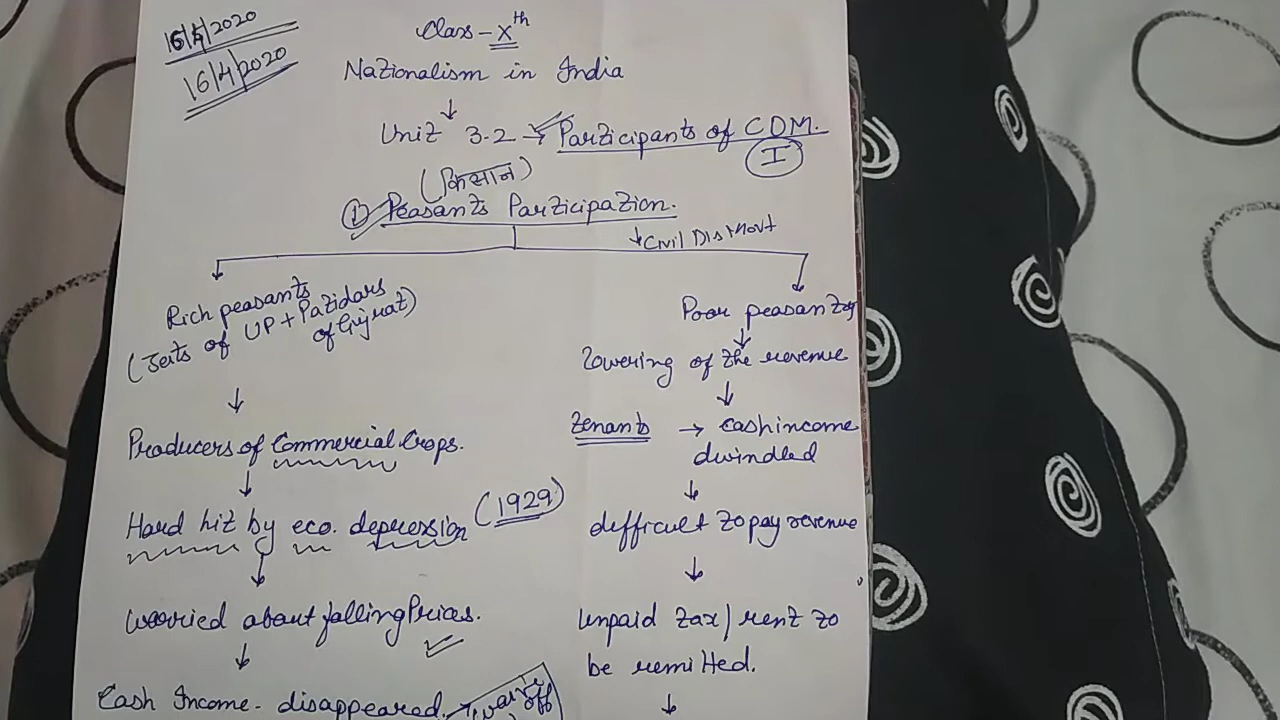 16/4/2020
16/4/2020
Class - Xth
Nationalism in India
↓
Unit 3.2 → Participants of CDM.
I
(किसान)
① Peasants Participation.
↓ Civil
Rich peasants
(Jats of UP + Patidars
of Gujrat)
↓
Producers of Commercial Crops.
↓
Hard hit by eco. depression (1929)
↓
worried about falling Prices.
↓
Cash Income - disappeared.
Poor peasantry
↓
lowering of the revenue
↓
tenants → cash income
dwindled
↓
difficult to pay revenue
↓
unpaid tax/rent to
be remitted.
↓